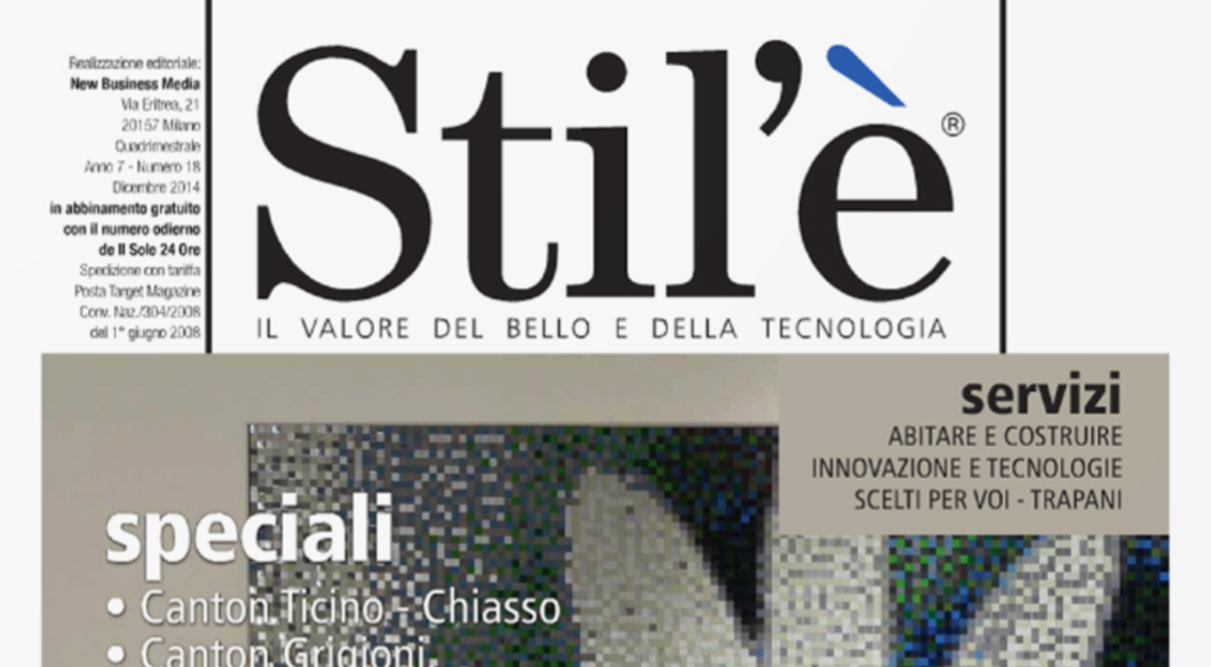 Realizzazione editoriale:
New Business Media
Via Eritrea, 21
20157 Milano
Quadrimestrale
Anno 7 - Numero 18
Dicembre 2014
in abbinamento gratuito
con il numero odierno
de Il Sole 24 Ore
Spedizione con tariffa
Posta Target Magazine
Conv. Naz./304/2008
del 1° giugno 2008
Stil'è®
IL VALORE DEL BELLO E DELLA TECNOLOGIA
servizi
ABITARE E COSTRUIRE
INNOVAZIONE E TECNOLOGIE
SCELTI PER VOI - TRAPANI
speciali
• Canton Ticino - Chiasso
• Canton Grigioni